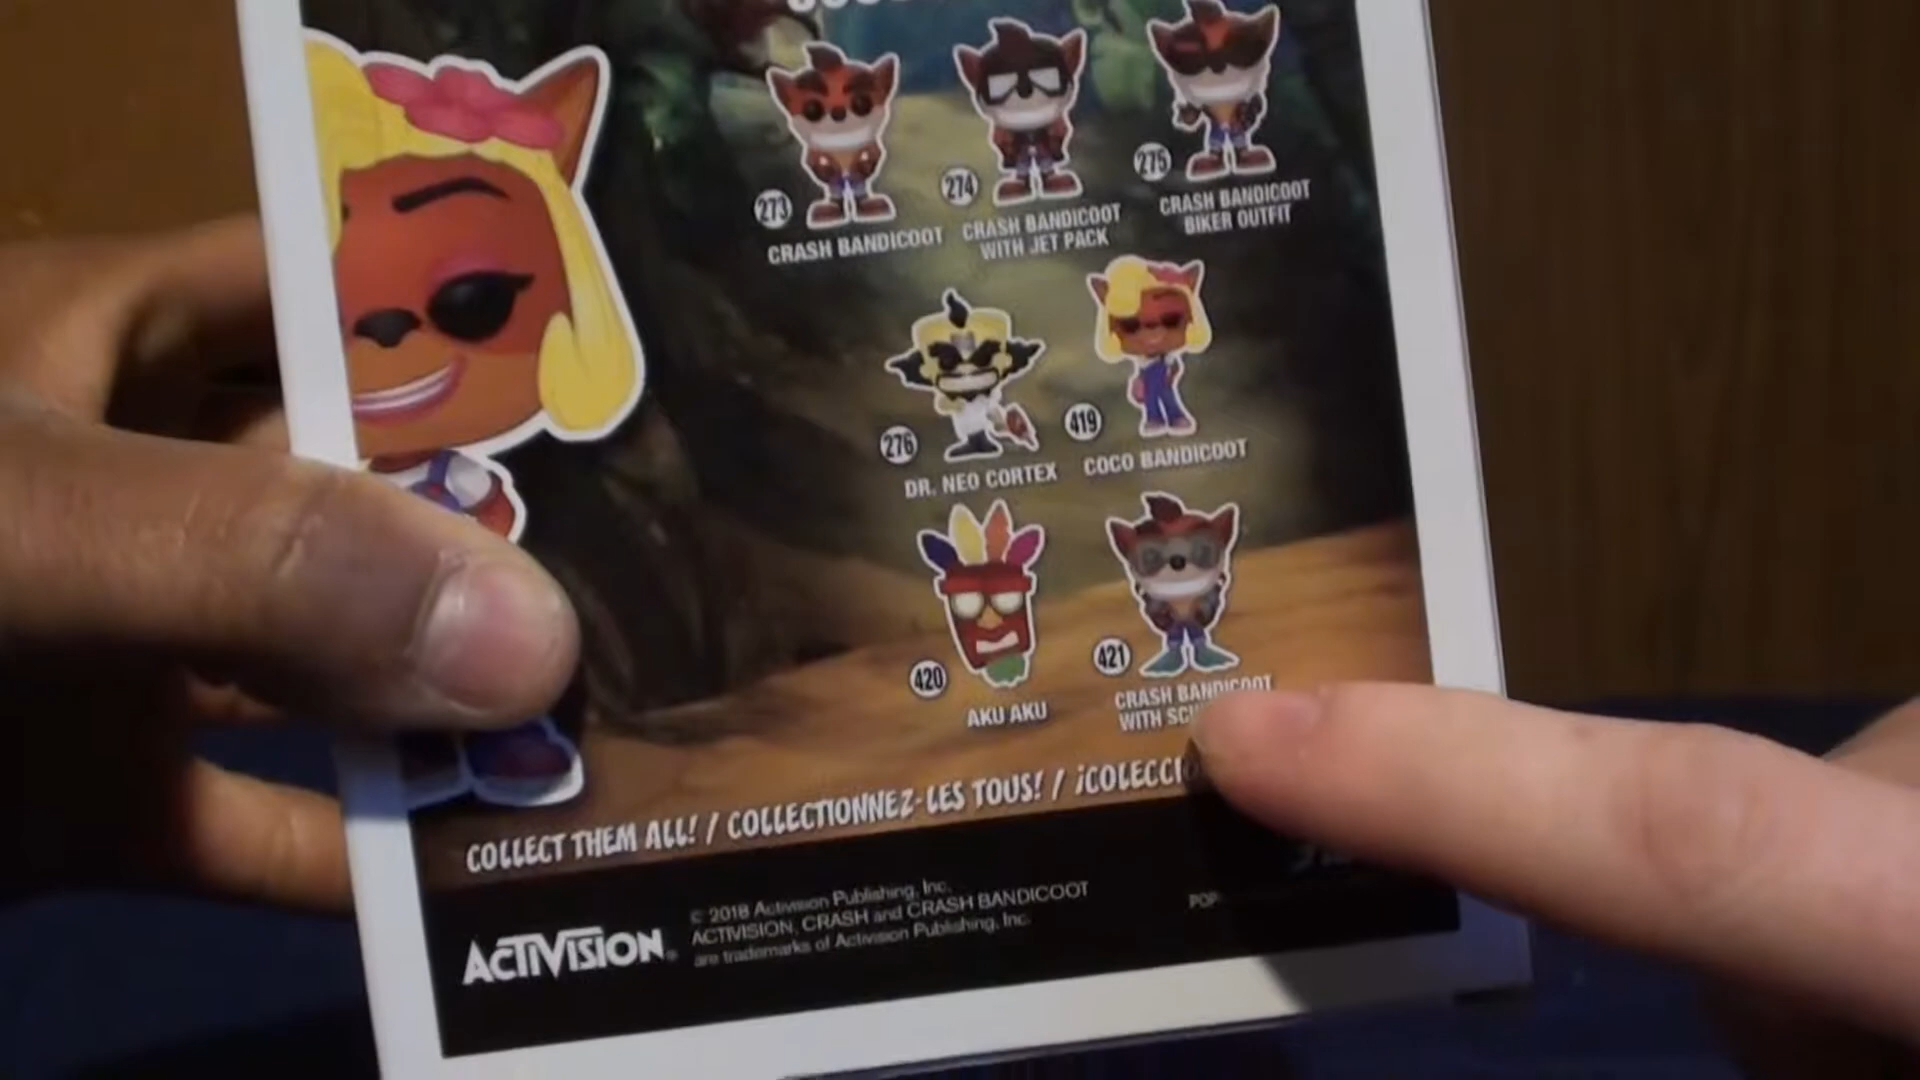 273
CRASH BANDICOOT
274
CRASH BANDICOOT
WITH JET PACK
275
CRASH BANDICOOT
BIKER OUTFIT
276
DR. NEO CORTEX
419
COCO BANDICOOT
420
AKU AKU
421
CRASH BANDICOOT
WITH
COLLECT THEM ALL! / COLLECTIONNEZ-LES TOUS! /
ACTIVISION®
© 2018 Activision Publishing, Inc.
ACTIVISION, CRASH and CRASH BANDICOOT
are trademarks of Activision Publishing, Inc.
POP